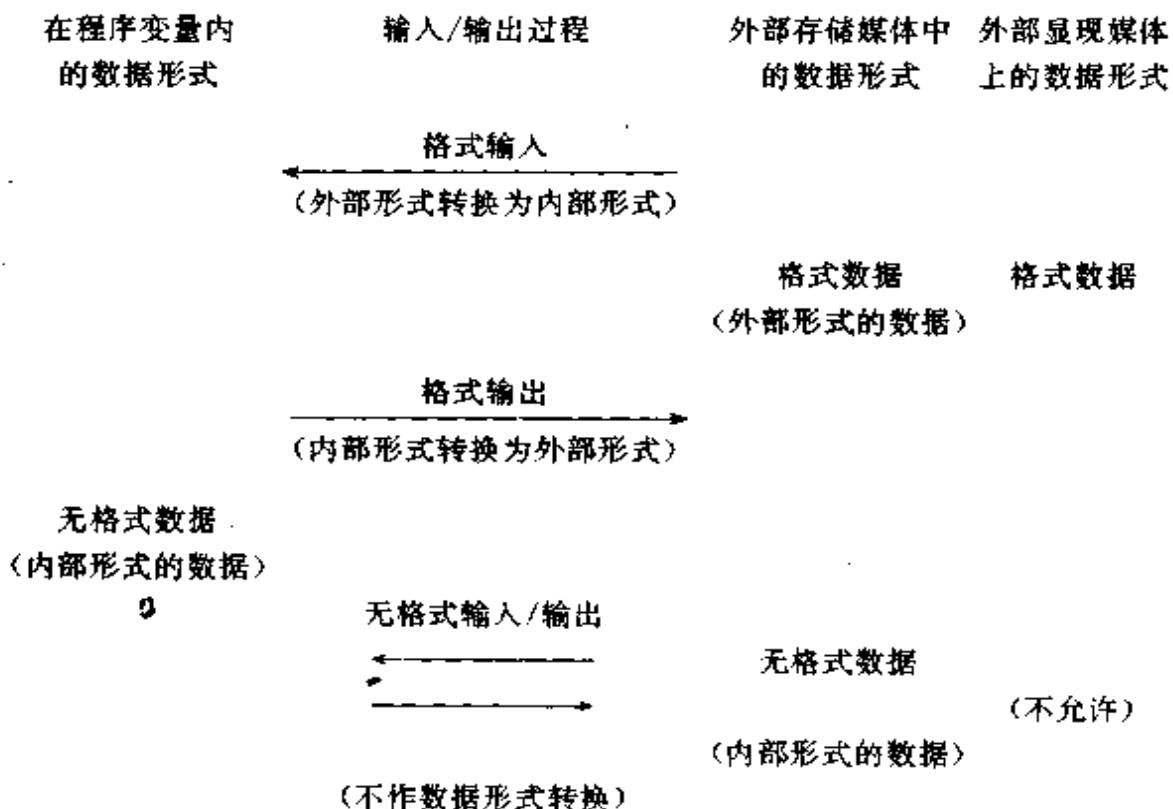 在程序变量内 输入/输出过程 外部存储媒体中 外部显现媒体
的数据形式 的数据形式 上的数据形式
格式输入
（外部形式转换为内部形式）
格式数据 格式数据
（外部形式的数据）
格式输出
（内部形式转换为外部形式）
无格式数据
（内部形式的数据）
无格式输入/输出
无格式数据
（不允许）
（内部形式的数据）
（不作数据形式转换）